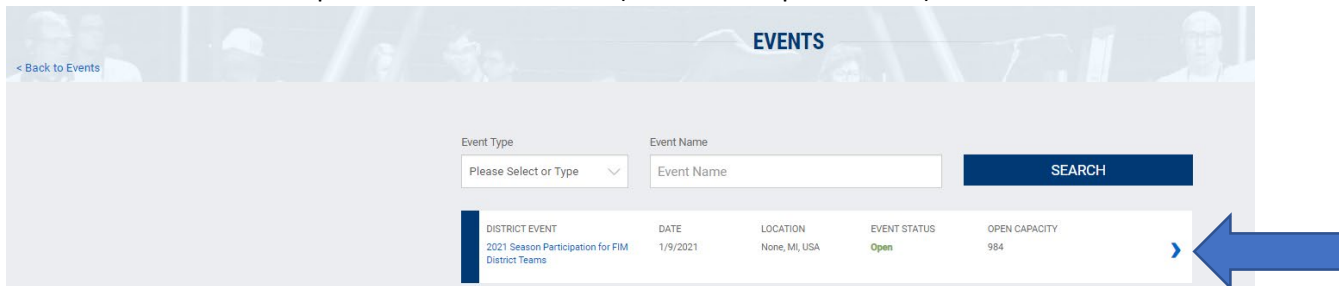 EVENTS
< Back to Events
Event Type Event Name
Please Select or Type Event Name SEARCH
DISTRICT EVENT DATE LOCATION EVENT STATUS OPEN CAPACITY
2021 Season Participation for FIM 1/9/2021 None, MI, USA Open 984
District Teams